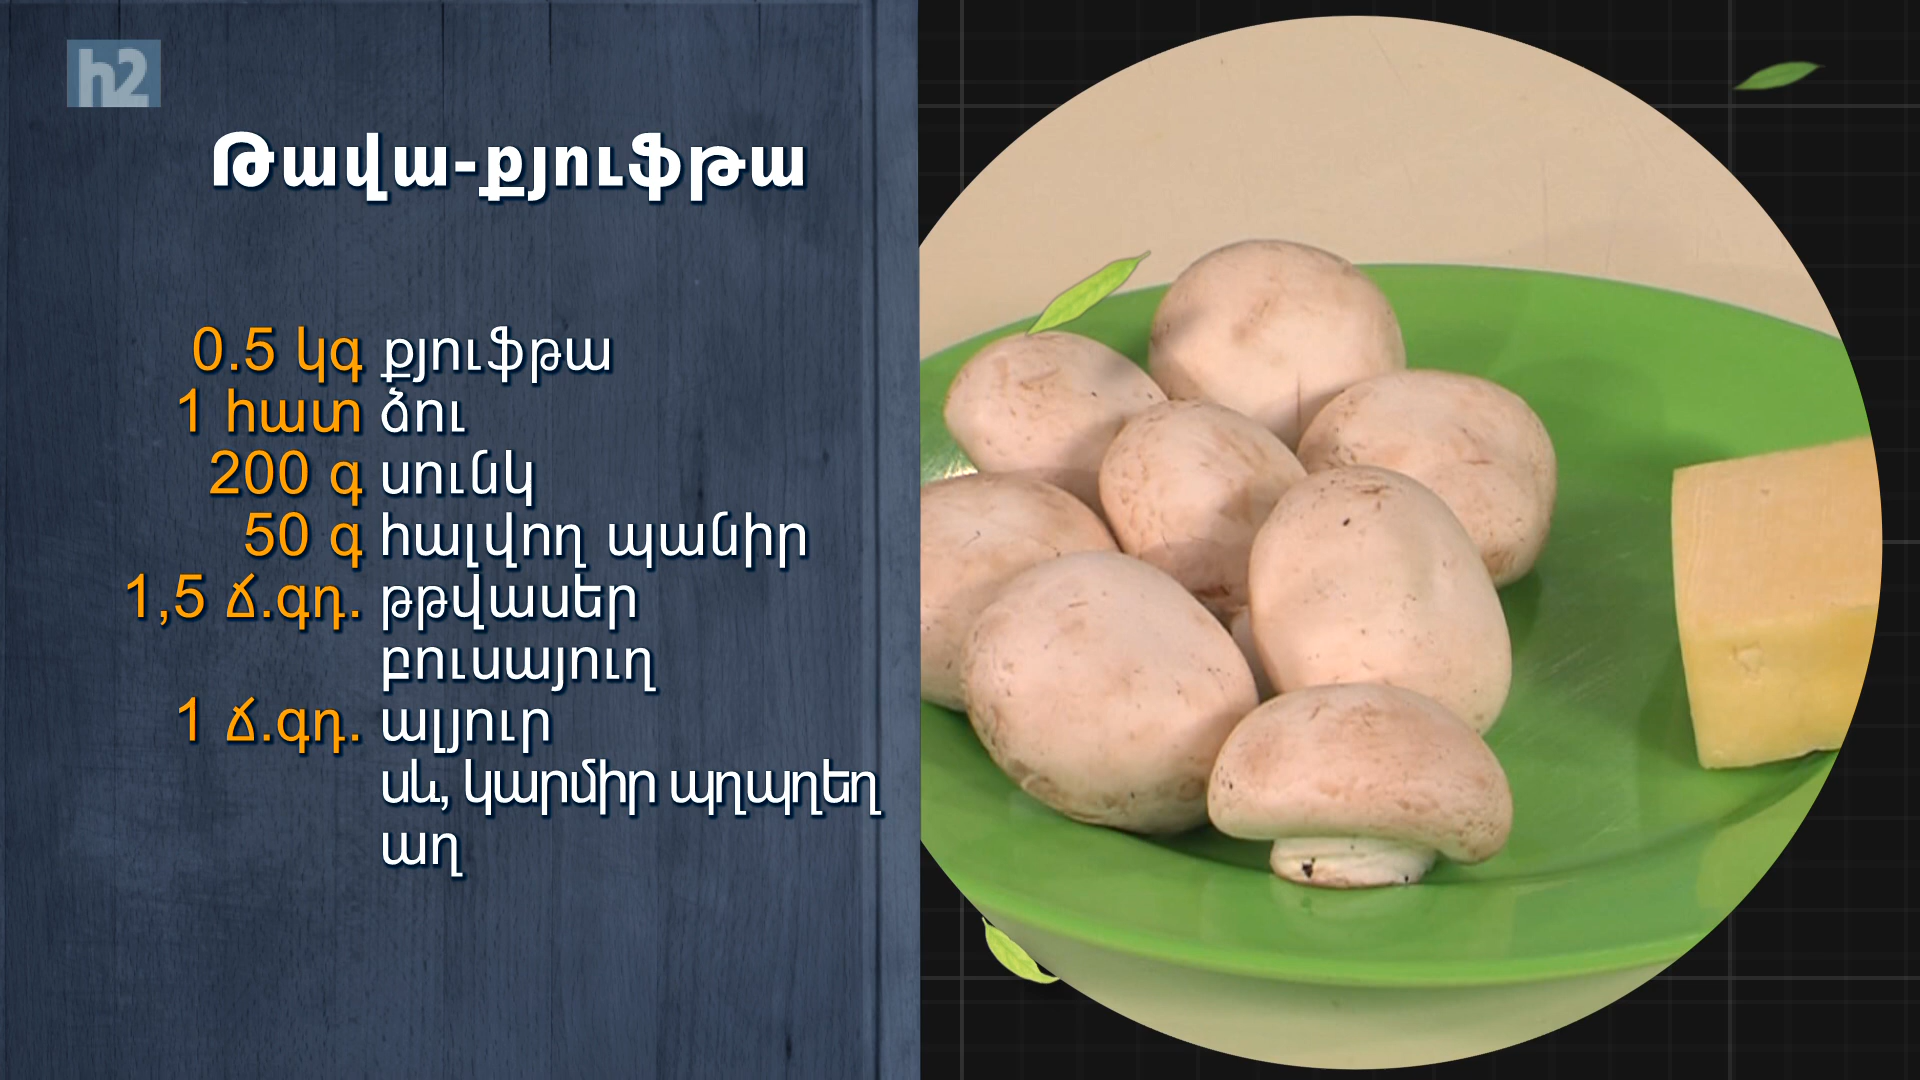 h2
Թավա-քյուֆթա
0.5 կգ քյուֆթա
1 հատ ձու
200 գ սունկ
50 գ հալվող պանիր
1,5 ճ.գդ. թթվասեր
բուսայուղ
1 ճ.գդ. ալյուր
սև, կարմիր պղպղեղ
աղ